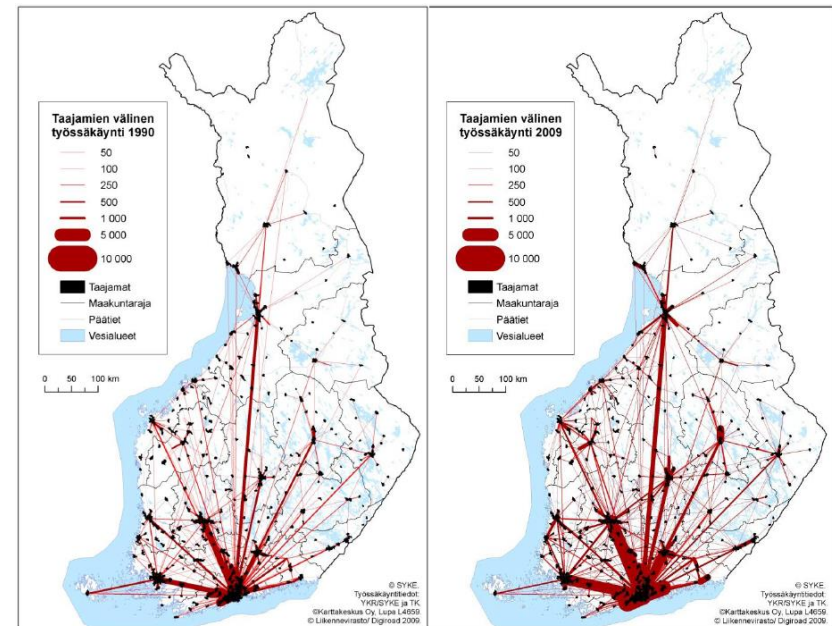 Taajamien välinen
työssäkäynti 1990
50
100
250
500
1 000
5 000
10 000
Taajamat
Maakuntaraja
Päätiet
Vesialueet
0 50 100 km
© SYKE.
Työssäkäyntitiedot:
YKR/SYKE ja TK
©Karttakeskus Oy, Lupa L4659.
© Liikennevirasto/ Digiroad 2009.
Taajamien välinen
työssäkäynti 2009
50
100
250
500
1 000
5 000
10 000
Taajamat
Maakuntaraja
Päätiet
Vesialueet
0 50 100 km
© SYKE.
Työssäkäyntitiedot:
YKR/SYKE ja TK.
©Karttakeskus Oy, Lupa L4659.
© Liikennevirasto/ Digiroad 2009.